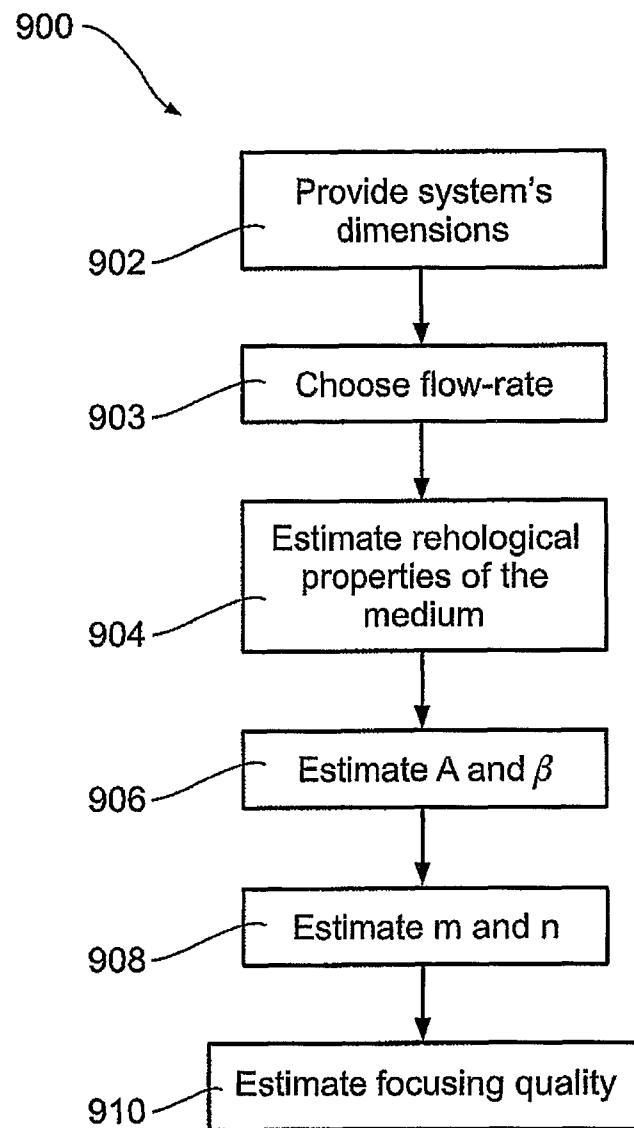 900
Provide system's
dimensions
902
Choose flow-rate
903
Estimate rehological
properties of the
medium
904
Estimate A and β
906
Estimate m and n
908
Estimate focusing quality
910